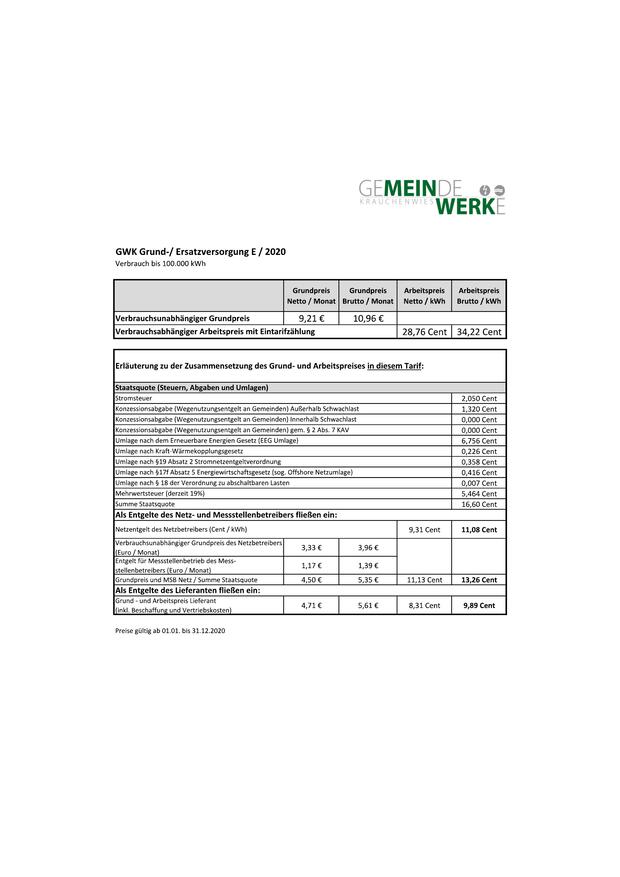 GEMEINDE
KRAUCHENWIES WERKE
GWK Grund-/ Ersatzversorgung E / 2020
Verbrauch bis 100.000 kWh
Grundpreis Netto / Monat Grundpreis Brutto / Monat Arbeitspreis Netto / kWh Arbeitspreis Brutto / kWh
Verbrauchsunabhängiger Grundpreis 9,21 € 10,96 €
Verbrauchsabhängiger Arbeitspreis mit Eintarifzählung 28,76 Cent 34,22 Cent
Erläuterung zu der Zusammensetzung des Grund- und Arbeitspreises in diesem Tarif:
Staatsquote (Steuern, Abgaben und Umlagen)
Stromsteuer 2,050 Cent
Konzessionsabgabe (Wegenutzungsentgelt an Gemeinden) Außerhalb Schwachlast 1,320 Cent
Konzessionsabgabe (Wegenutzungsentgelt an Gemeinden) Innerhalb Schwachlast 0,000 Cent
Konzessionsabgabe (Wegenutzungsentgelt an Gemeinden) gem. § 2 Abs. 7 KAV 0,000 Cent
Umlage nach dem Erneuerbare Energien Gesetz (EEG Umlage) 6,756 Cent
Umlage nach Kraft-Wärmekopplungsgesetz 0,226 Cent
Umlage nach §19 Absatz 2 Stromnetzentgeltverordnung 0,358 Cent
Umlage nach §17f Absatz 5 Energiewirtschaftsgesetz (sog. Offshore Netzumlage) 0,416 Cent
Umlage nach § 18 der Verordnung zu abschaltbaren Lasten 0,007 Cent
Mehrwertsteuer (derzeit 19%) 5,464 Cent
Summe Staatsquote 16,60 Cent
Als Entgelte des Netz- und Messstellenbetreibers fließen ein:
Netzentgelt des Netzbetreibers (Cent / kWh) 9,31 Cent 11,08 Cent
Verbrauchsunabhängiger Grundpreis des Netzbetreibers
(Euro / Monat) 3,33 € 3,96 €
Entgelt für Messstellenbetrieb des Mess-
stellenbetreibers (Euro / Monat) 1,17 € 1,39 €
Grundpreis und MSB Netz / Summe Staatsquote 4,50 € 5,35 € 11,13 Cent 13,26 Cent
Als Entgelte des Lieferanten fließen ein:
Grund - und Arbeitspreis Lieferant
(inkl. Beschaffung und Vertriebskosten) 4,71 € 5,61 € 8,31 Cent 9,89 Cent
Preise gültig ab 01.01. bis 31.12.2020